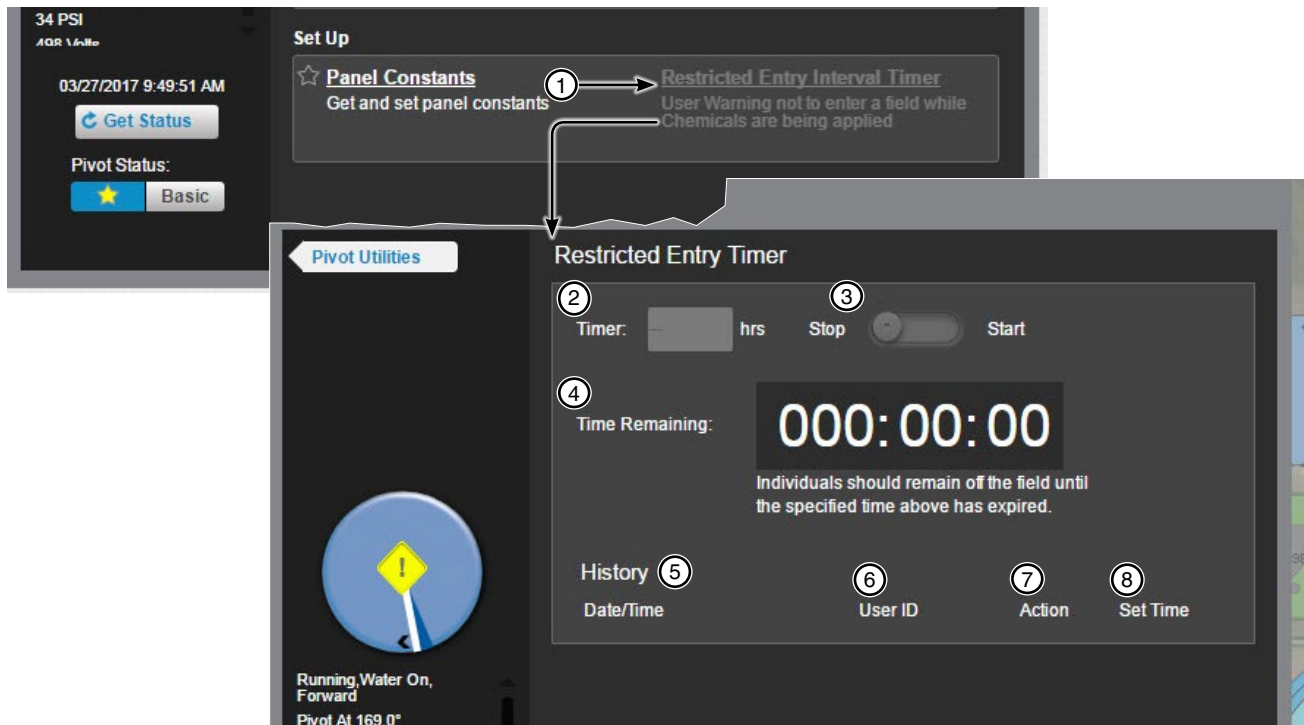 34 PSI
498 Volts
03/27/2017 9:49:51 AM
Get Status
Pivot Status:
Basic
Set Up
Panel Constants
Get and set panel constants
1
Restricted Entry Interval Timer
User Warning not to enter a field while
Chemicals are being applied
Pivot Utilities
Restricted Entry Timer
2
3
Timer:
hrs
Stop
Start
4
Time Remaining:
000:00:00
Individuals should remain off the field until
the specified time above has expired.
History
5
6
7
8
Date/Time
User ID
Action
Set Time
!
Running,Water On,
Forward
Pivot At 169.0°